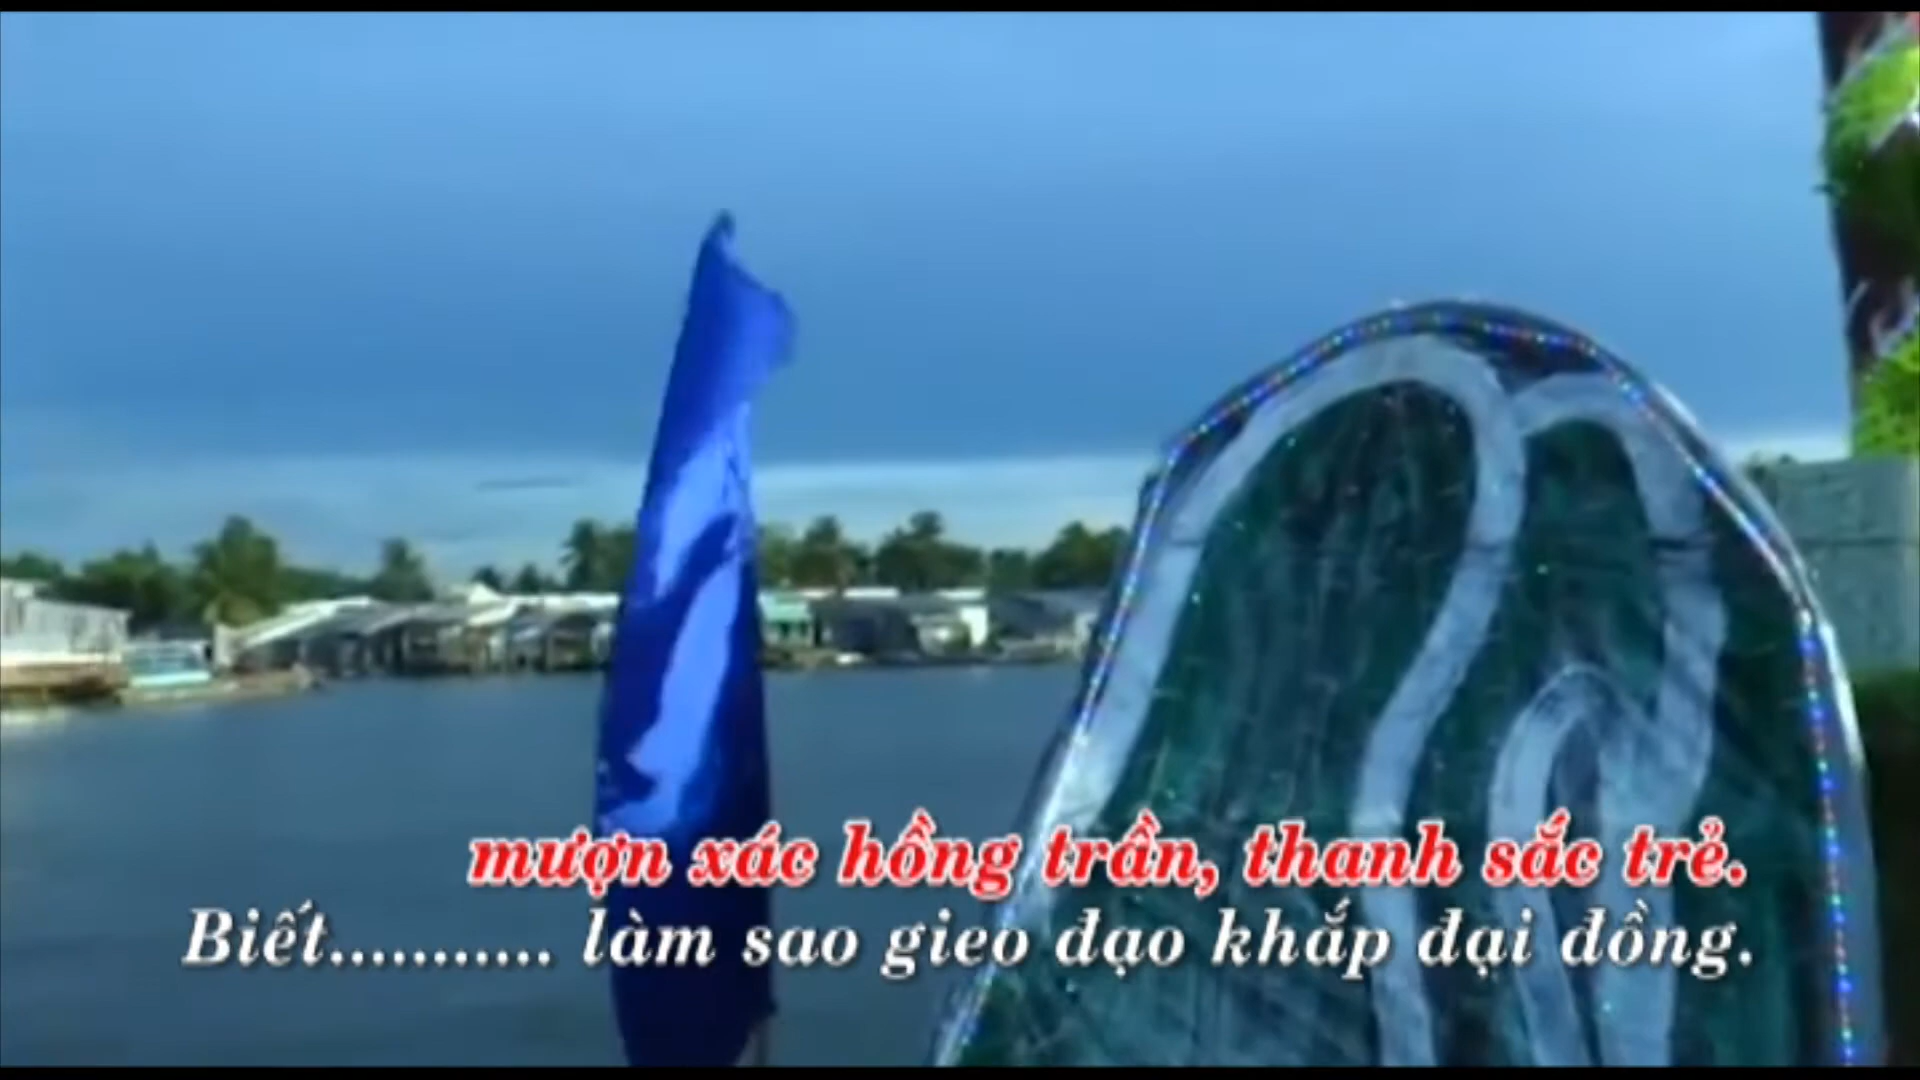 mượn xác hồng trần, thanh sắc trẻ.
Biết........... làm sao gieo đạo khắp đại đồng.